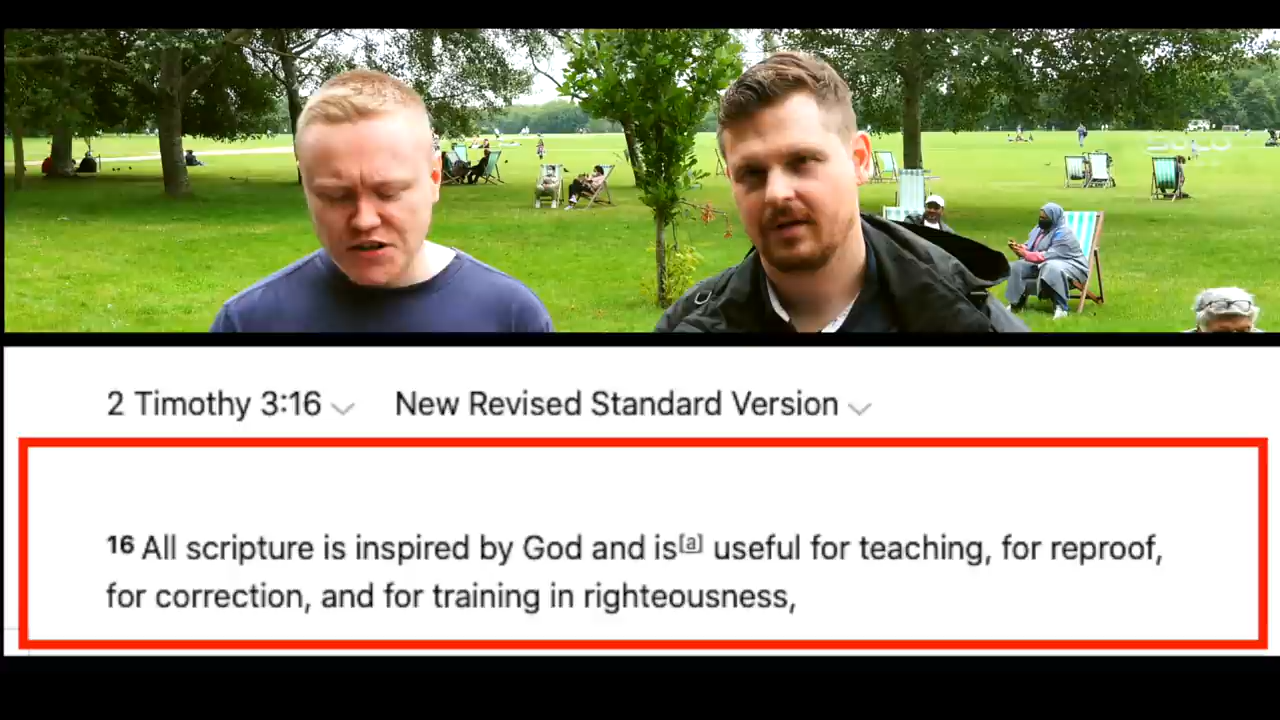 2 Timothy 3:16 New Revised Standard Version
16 All scripture is inspired by God and is[a] useful for teaching, for reproof,
for correction, and for training in righteousness,